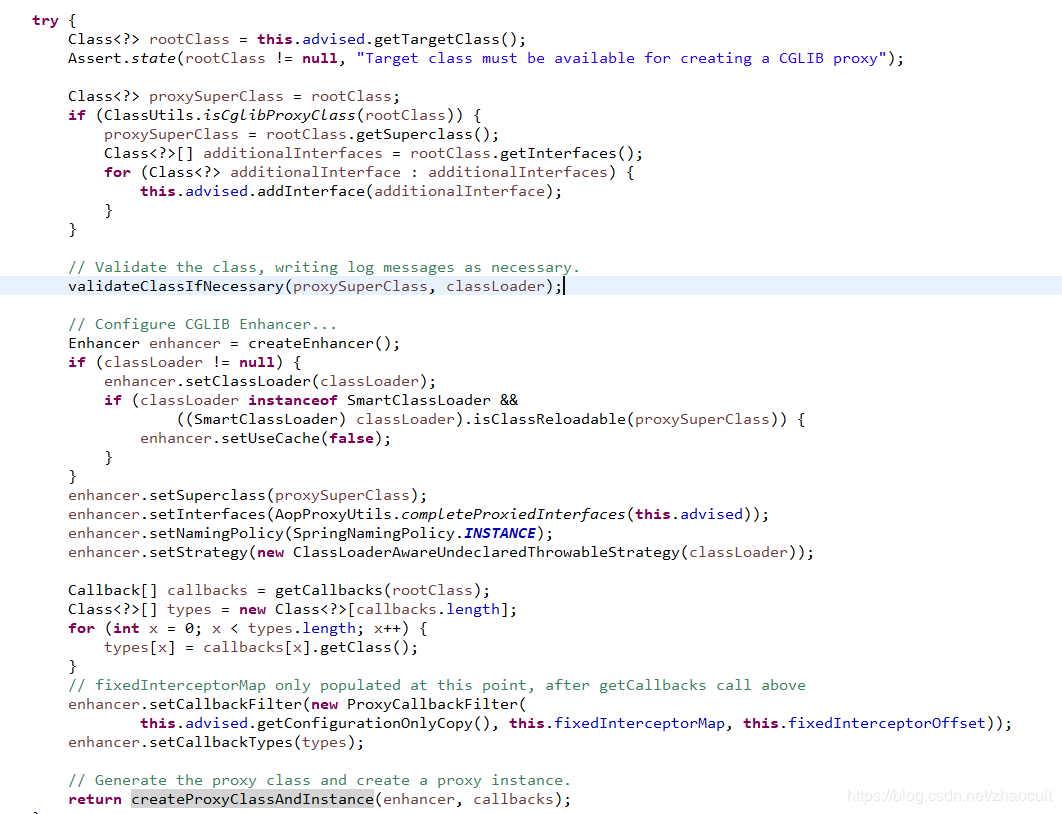 try {
    Class<?> rootClass = this.advised.getTargetClass();
    Assert.state(rootClass != null, "Target class must be available for creating a CGLIB proxy");

    Class<?> proxySuperClass = rootClass;
    if (ClassUtils.isCglibProxyClass(rootClass)) {
        proxySuperClass = rootClass.getSuperclass();
        Class<?>[] additionalInterfaces = rootClass.getInterfaces();
        for (Class<?> additionalInterface : additionalInterfaces) {
            this.advised.addInterface(additionalInterface);
        }
    }

    // Validate the class, writing log messages as necessary.
    validateClassIfNecessary(proxySuperClass, classLoader);

    // Configure CGLIB Enhancer...
    Enhancer enhancer = createEnhancer();
    if (classLoader != null) {
        enhancer.setClassLoader(classLoader);
        if (classLoader instanceof SmartClassLoader &&
                ((SmartClassLoader) classLoader).isClassReloadable(proxySuperClass)) {
            enhancer.setUseCache(false);
        }
    }
    enhancer.setSuperclass(proxySuperClass);
    enhancer.setInterfaces(AopProxyUtils.completeProxiedInterfaces(this.advised));
    enhancer.setNamingPolicy(SpringNamingPolicy.INSTANCE);
    enhancer.setStrategy(new ClassLoaderAwareUndeclaredThrowableStrategy(classLoader));

    Callback[] callbacks = getCallbacks(rootClass);
    Class<?>[] types = new Class<?>[callbacks.length];
    for (int x = 0; x < types.length; x++) {
        types[x] = callbacks[x].getClass();
    }
    // fixedInterceptorMap only populated at this point, after getCallbacks call above
    enhancer.setCallbackFilter(new ProxyCallbackFilter(
            this.advised.getConfigurationOnlyCopy(), this.fixedInterceptorMap, this.fixedInterceptorOffset));
    enhancer.setCallbackTypes(types);

    // Generate the proxy class and create a proxy instance.
    return createProxyClassAndInstance(enhancer, callbacks);
https://blog.csdn.net/zhaocuit